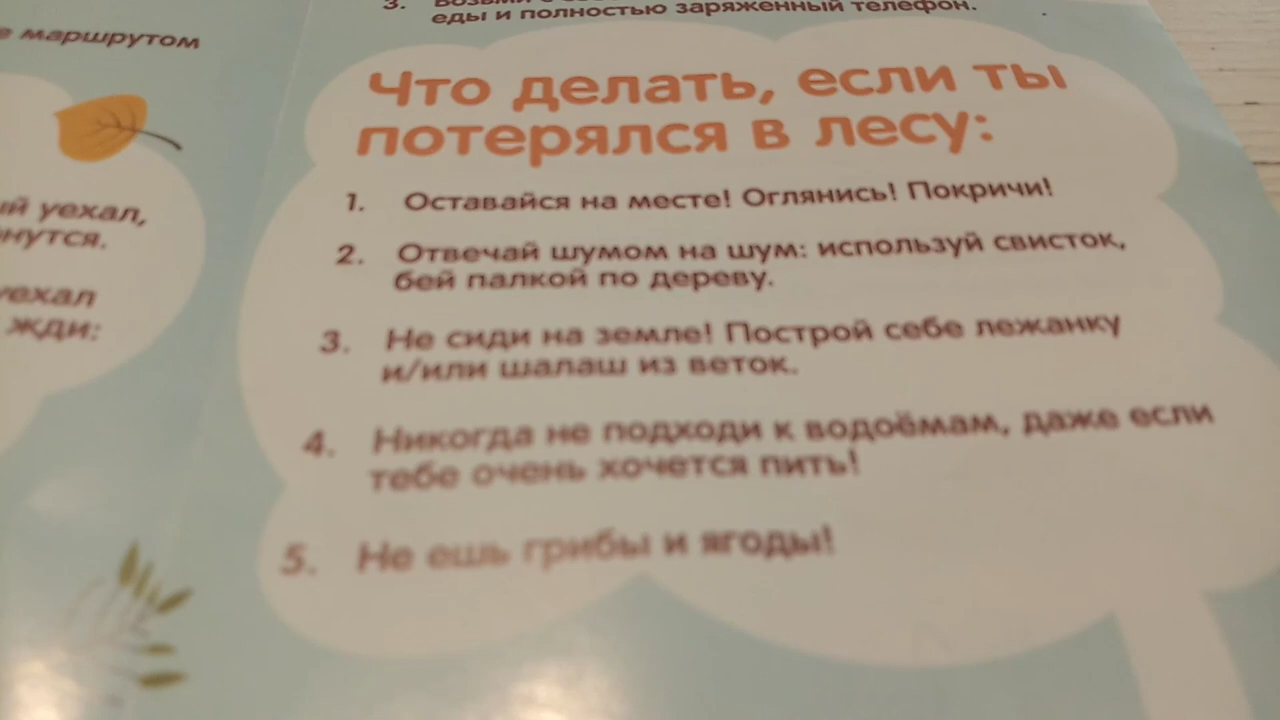 маршрутом
уехал,
уехал
жди:
3.
еды и полностью заряженный телефон.
Что делать, если ты
потерялся в лесу:
1. Оставайся на месте! Оглянись! Покричи!
2. Отвечай шумом на шум: используй свисток,
бей палкой по дереву.
3. Не сиди на земле! Построй себе лежанку
и/или шалаш из веток.
4. Никогда не подходи к водоёмам, даже если
тебе очень хочется пить!
5. Не ешь грибы и ягоды!